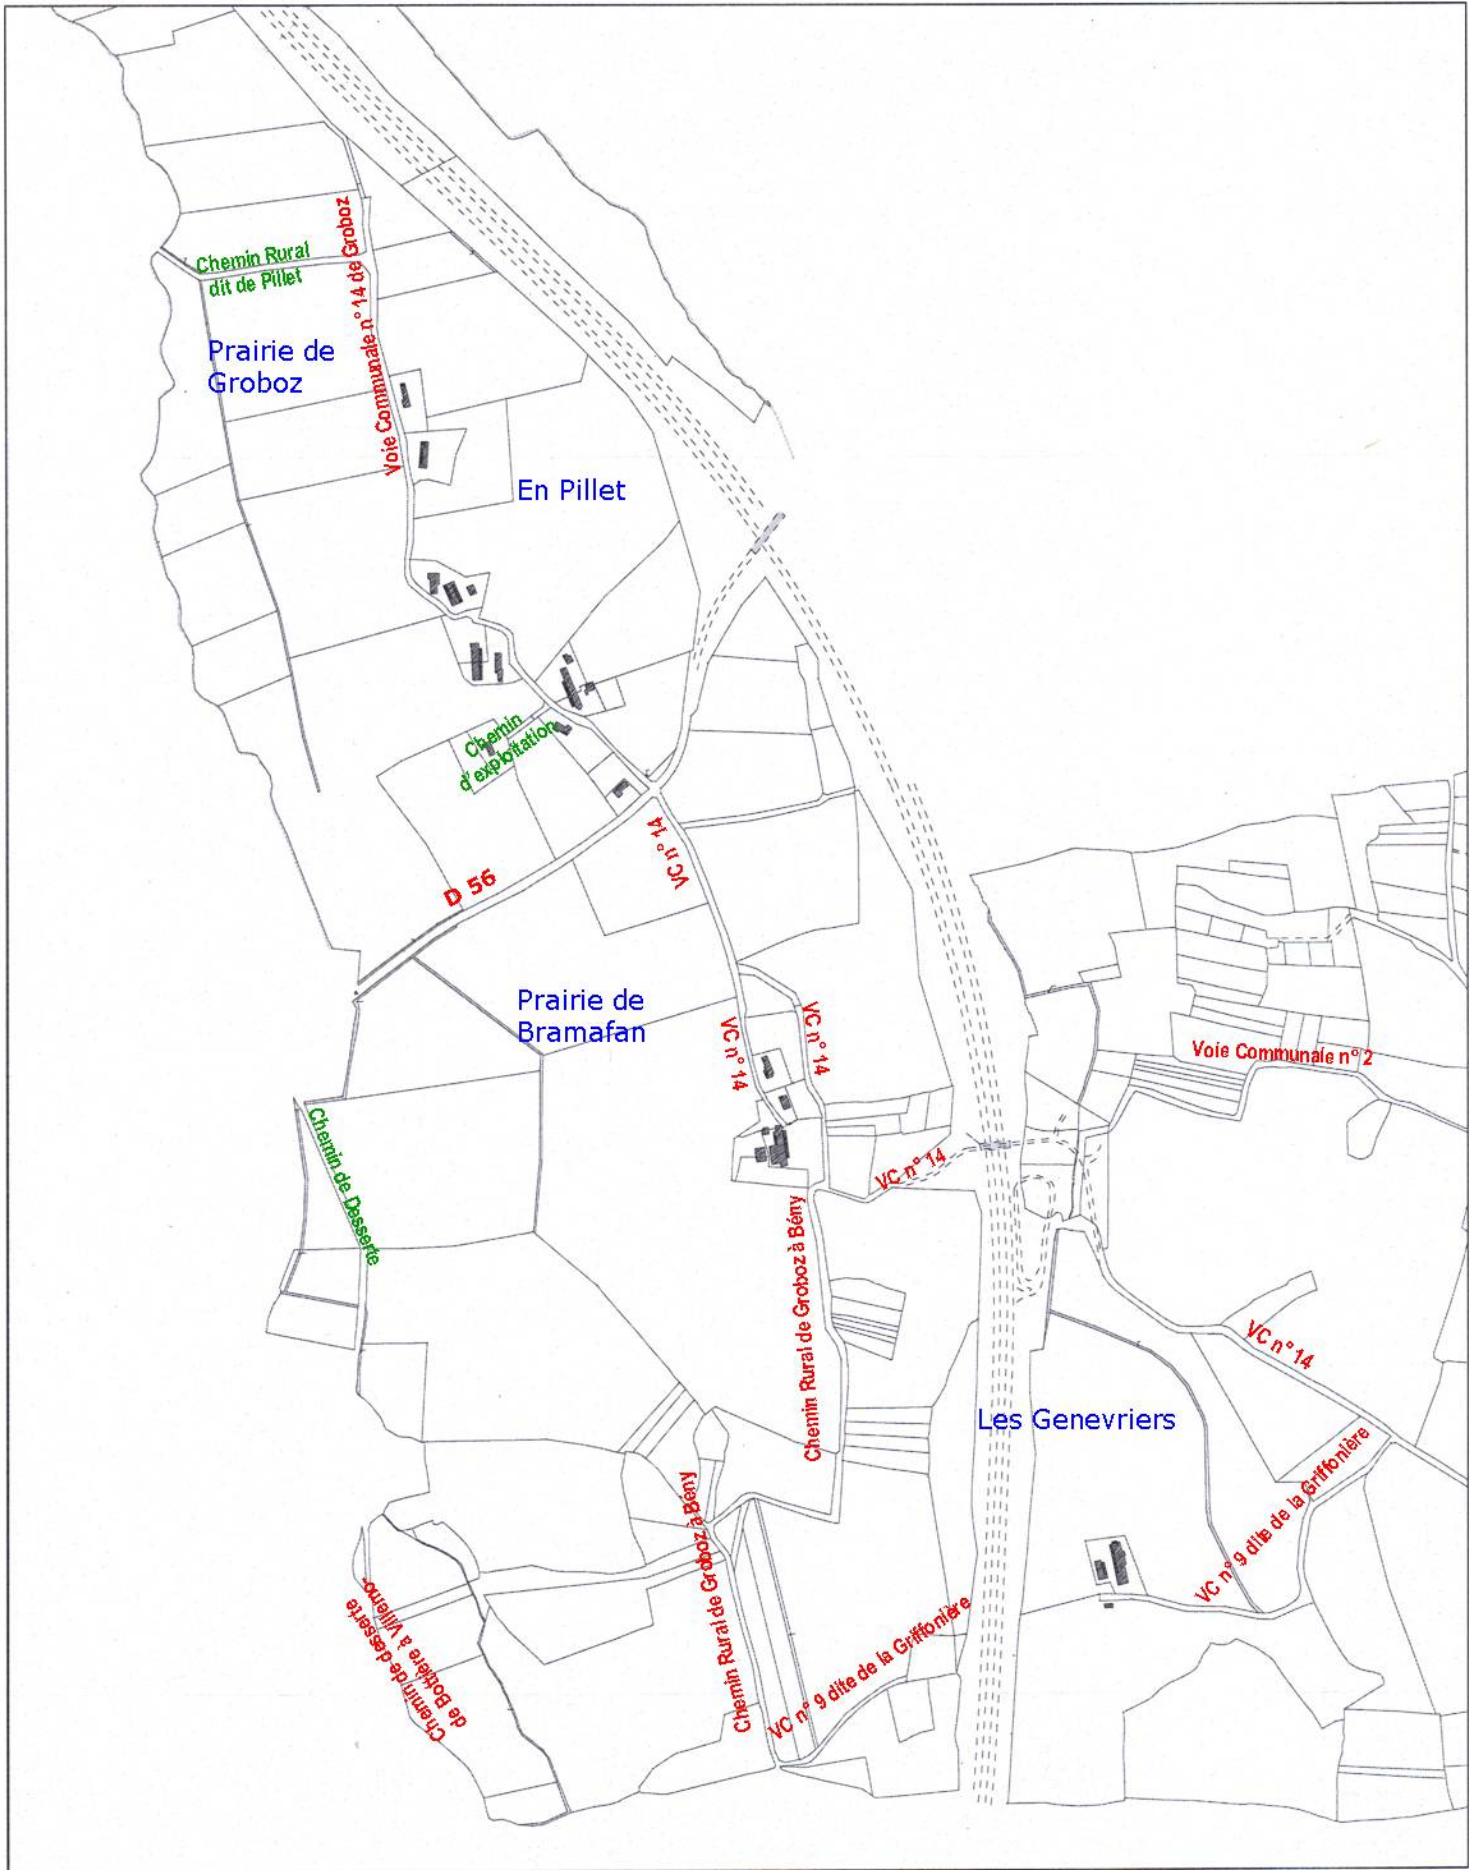 Chemin Rural
dit de Pillet
Voie Communale n° 14 de Groboz
Prairie de
Groboz
En Pillet
Chemin
d'exploitation
D 56
VC n° 14
Prairie de
Bramafan
VC n° 14
VC n° 14
Voie Communale n° 2
Chemin de Desserte
VC n° 14
Chemin Rural de Groboz à Bény
VC n° 14
Les Genevriers
Chemin Rural de Groboz à Bény
VC n° 9 dite de la Griffonière
VC n° 9 dite de la Griffonière
Chemin de desserte
de Bottière à Villemo-